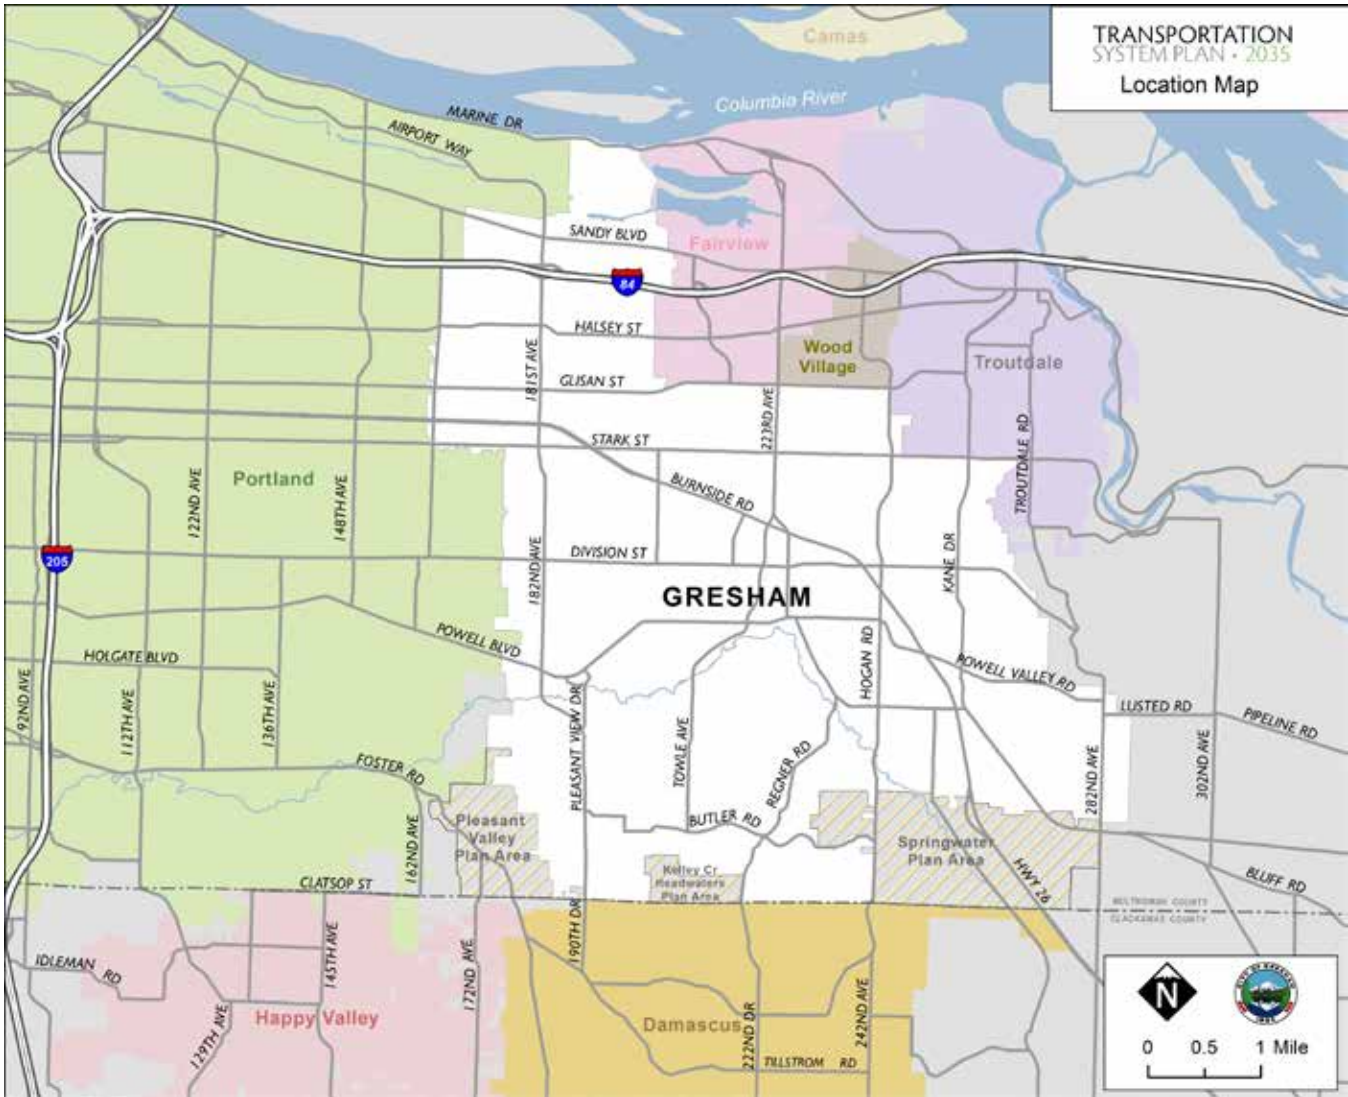 TRANSPORTATION
SYSTEM PLAN • 2035
Location Map
Camas
Columbia River
MARINE DR
AIRPORT WAY
SANDY BLVD
Fairview
84
HALSEY ST
Wood
Village
Troutdale
181ST AVE
GLISAN ST
223RD AVE
STARK ST
TROUTDALE RD
Portland
122ND AVE
148TH AVE
BURNSIDE RD
205
182ND AVE
DIVISION ST
KANE DR
GRESHAM
POWELL BLVD
HOLGATE BLVD
HOGAN RD
POWELL VALLEY RD
92ND AVE
112TH AVE
136TH AVE
PLEASANT VIEW DR
TOWLE AVE
REGNER RD
LUSTED RD
PIPELINE RD
282ND AVE
302ND AVE
FOSTER RD
162ND AVE
Pleasant
Valley
Plan Area
BUTLER RD
Springwater
Plan Area
Kelley Cr
Headwaters
Plan Area
HWY 26
BLUFF RD
CLATSOP ST
MULTNOMAH COUNTY
CLACKAMAS COUNTY
190TH DR
145TH AVE
172ND AVE
IDLEMAN RD
129TH AVE
Happy Valley
Damascus
222ND DR
242ND AVE
TILLSTROM RD
N
0 0.5 1 Mile